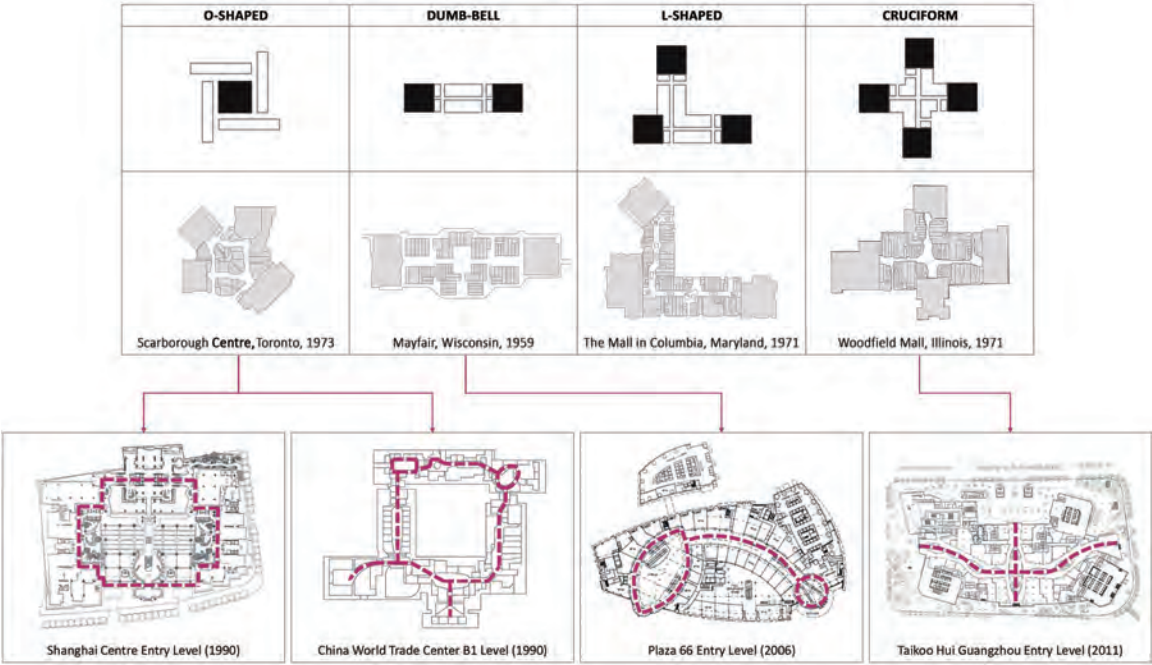 O-SHAPED
DUMB-BELL
L-SHAPED
CRUCIFORM
Scarborough Centre, Toronto, 1973
Mayfair, Wisconsin, 1959
The Mall in Columbia, Maryland, 1971
Woodfield Mall, Illinois, 1971
Shanghai Centre Entry Level (1990)
China World Trade Center B1 Level (1990)
Plaza 66 Entry Level (2006)
Taikoo Hui Guangzhou Entry Level (2011)